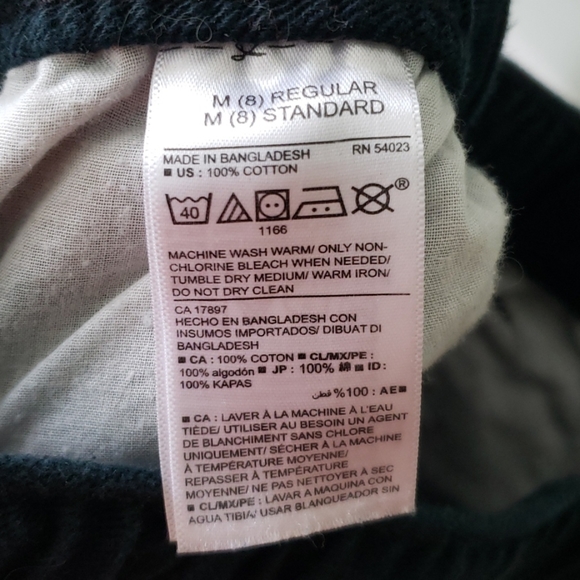 M (8) REGULAR
M (8) STANDARD
MADE IN BANGLADESH RN 54023
■ US : 100% COTTON
40 ®
1166
MACHINE WASH WARM/ ONLY NON-
CHLORINE BLEACH WHEN NEEDED/
TUMBLE DRY MEDIUM/ WARM IRON/
DO NOT DRY CLEAN
CA 17897
HECHO EN BANGLADESH CON
INSUMOS IMPORTADOS/ DIBUAT DI
BANGLADESH
■ CA : 100% COTON ■ CL/MX/PE :
100% algodón ■ JP : 100% 綿 ■ ID :
100% KAPAS
■ AE : 100% قطن
■ CA : LAVER À LA MACHINE À L'EAU
TIÈDE/ UTILISER AU BESOIN UN AGENT
DE BLANCHIMENT SANS CHLORE
UNIQUEMENT/ SÉCHER À LA MACHINE
À TEMPÉRATURE MOYENNE/
REPASSER À TEMPÉRATURE
MOYENNE/ NE PAS NETTOYER À SEC
■ CL/MX/PE : LAVAR A MAQUINA CON
AGUA TIBIA/ USAR BLANQUEADOR SIN